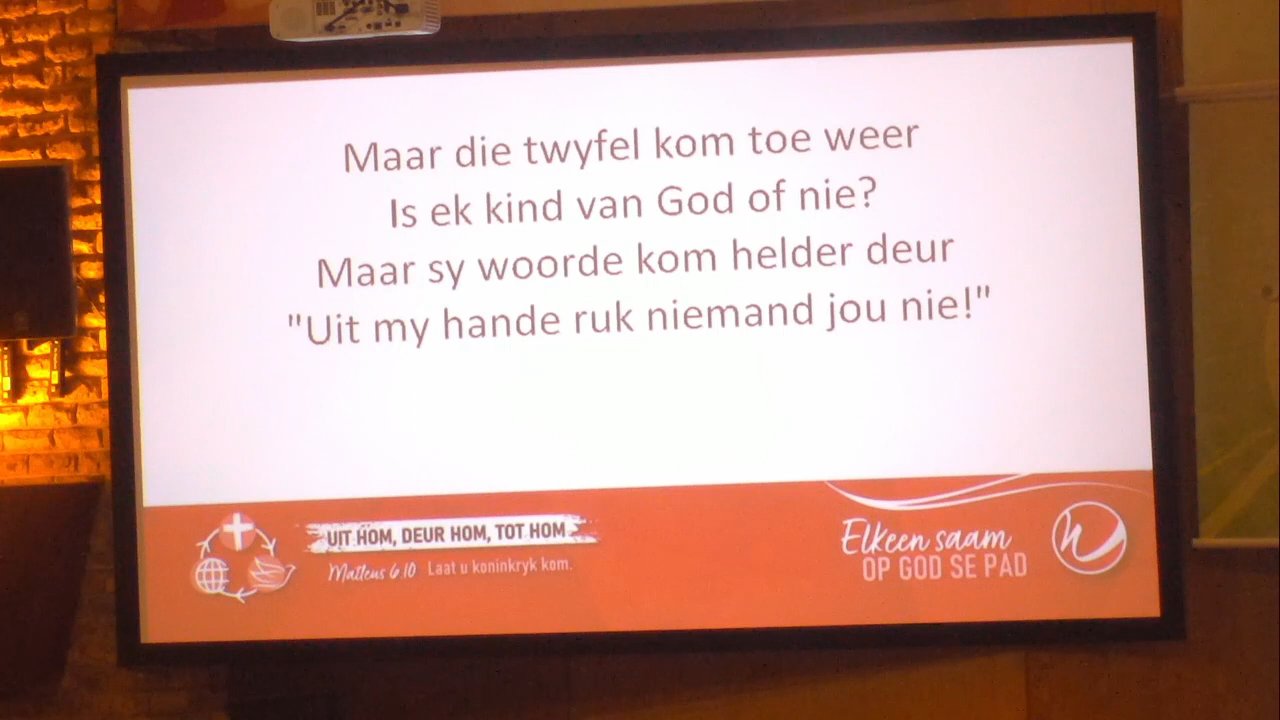 Maar die twyfel kom toe weer
Is ek kind van God of nie?
Maar sy woorde kom helder deur
"Uit my hande ruk niemand jou nie!"
UIT HOM, DEUR HOM, TOT HOM
Matteus 6:10 Laat u koninkryk kom.
Elkeen saam
OP GOD SE PAD